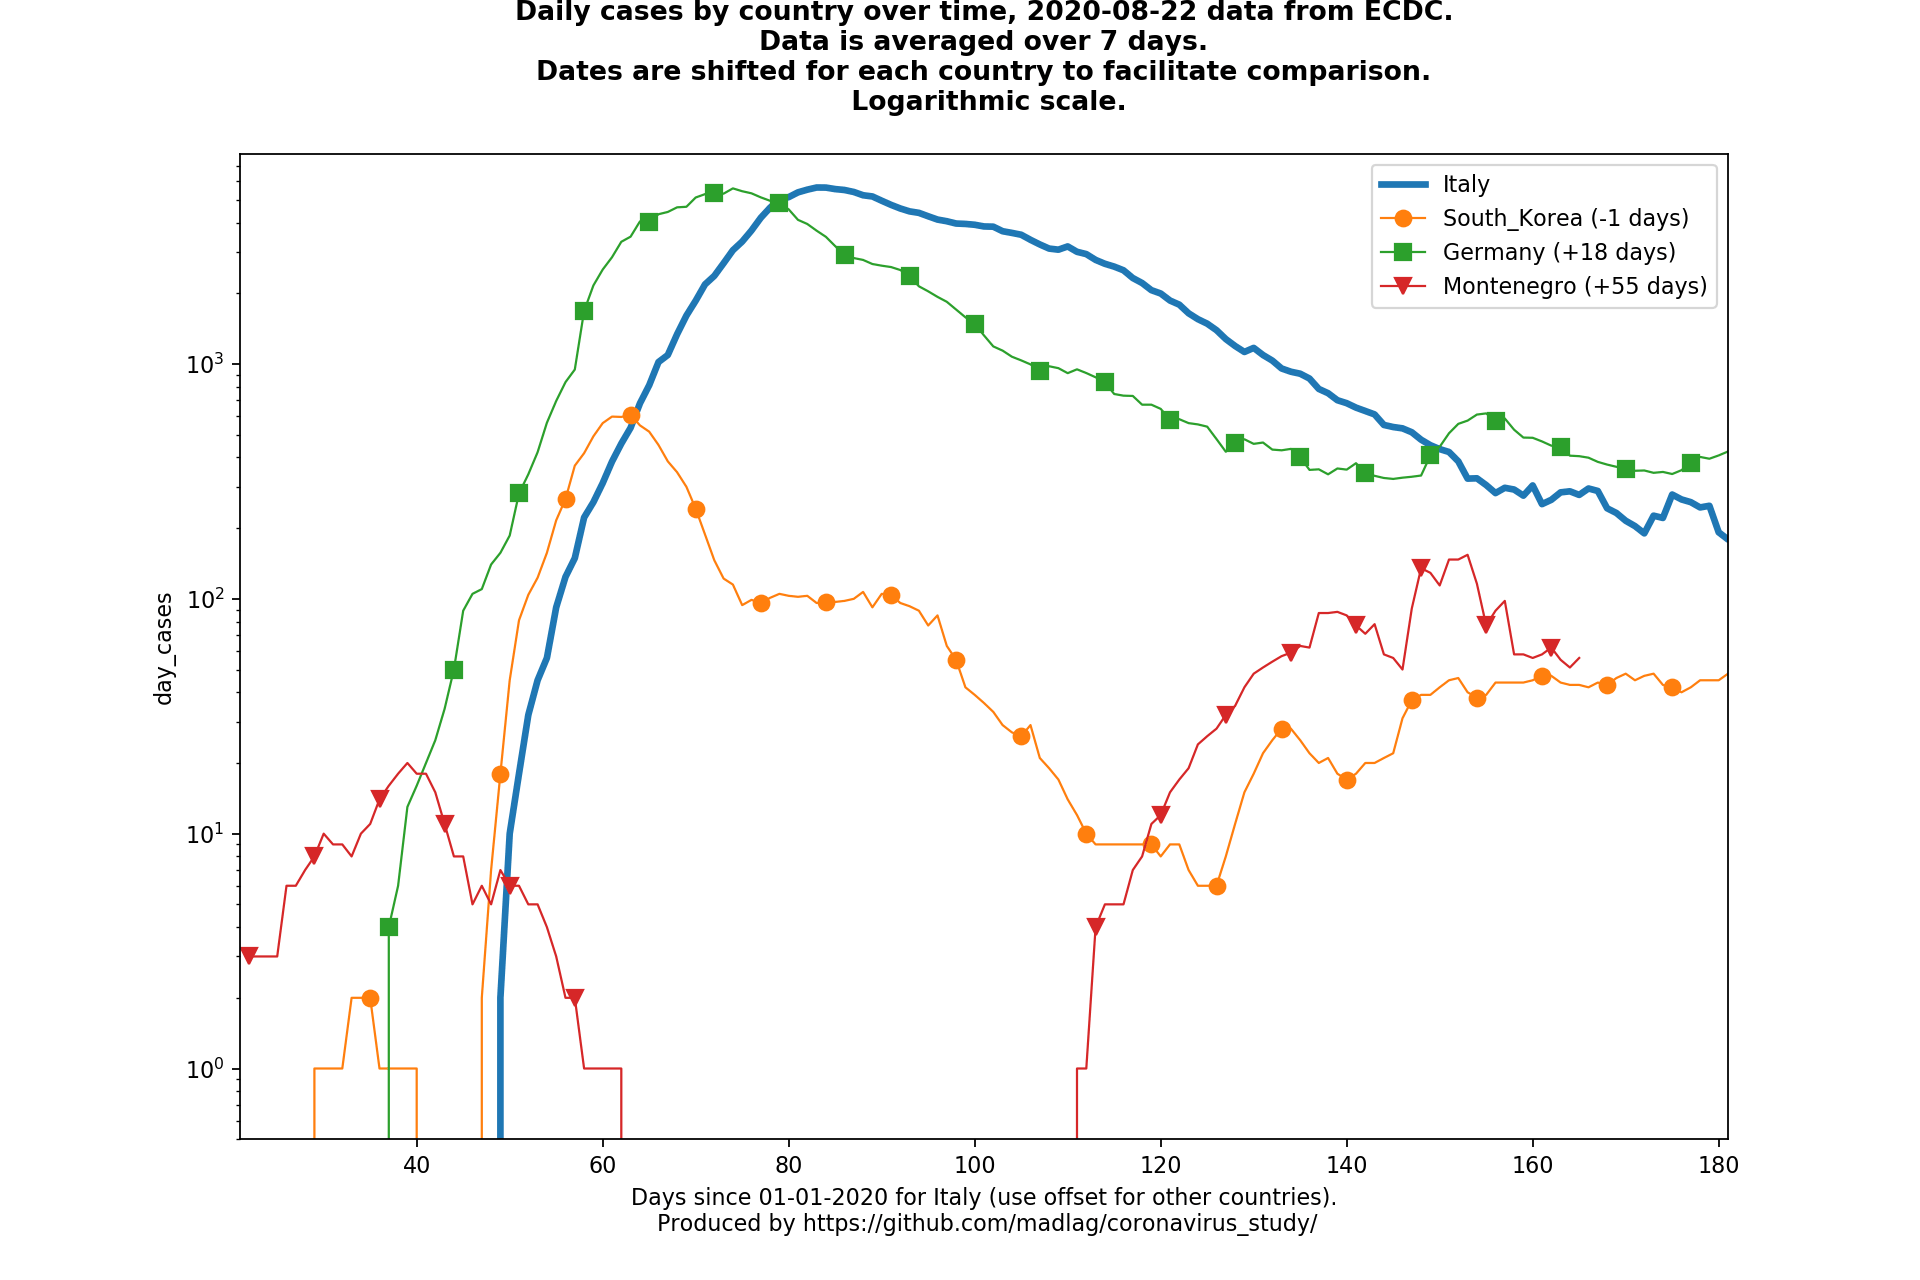 Daily cases by country over time, 2020-08-22 data from ECDC.
Data is averaged over 7 days.
Dates are shifted for each country to facilitate comparison.
Logarithmic scale.
Italy
South_Korea (-1 days)
Germany (+18 days)
Montenegro (+55 days)
day_cases
10³
10²
10¹
10⁰
40 60 80 100 120 140 160 180
Days since 01-01-2020 for Italy (use offset for other countries).
Produced by https://github.com/madlag/coronavirus_study/